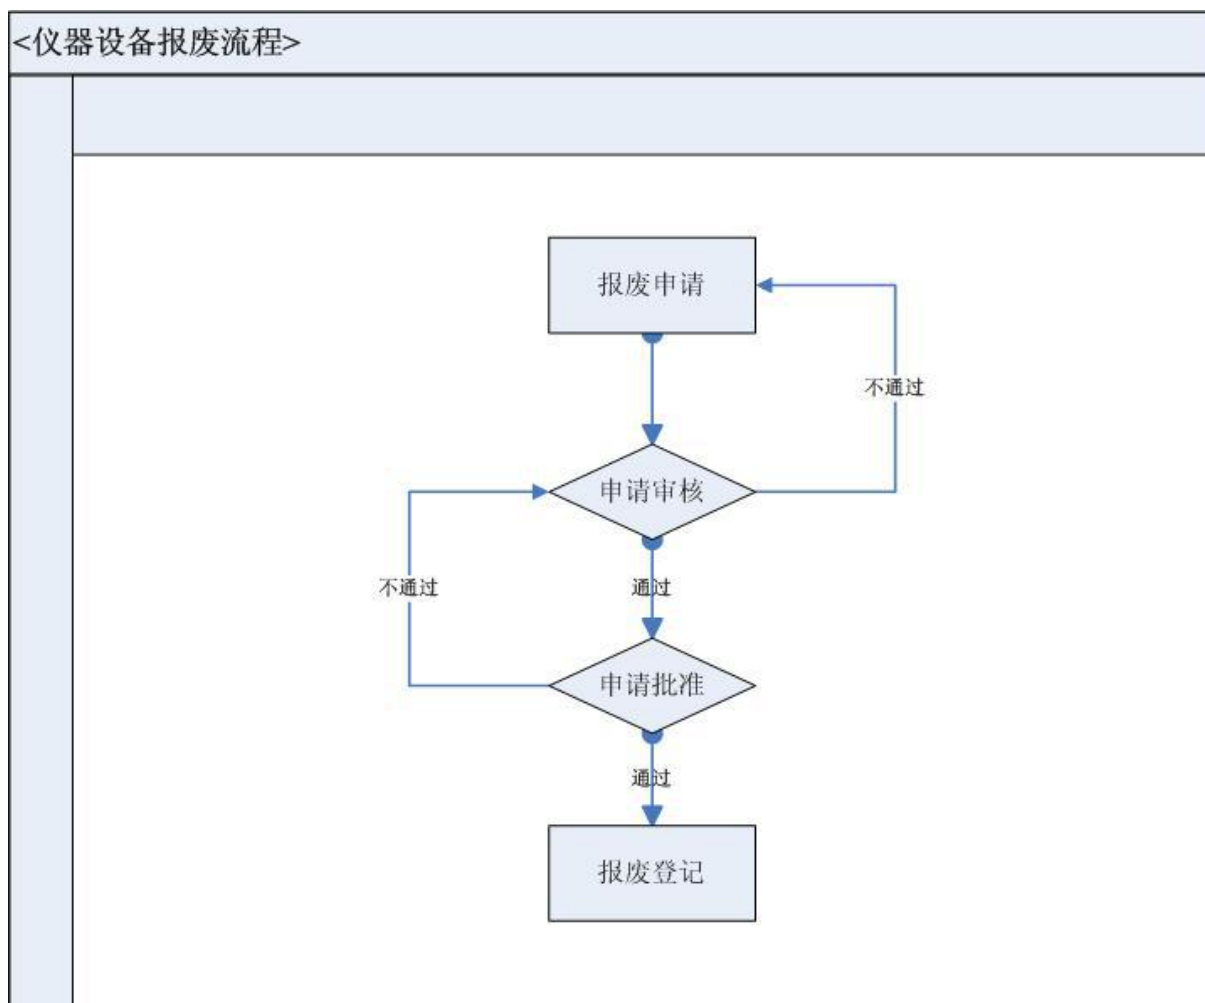 <仪器设备报废流程>
报废申请
不通过
申请审核
不通过
通过
申请批准
通过
报废登记